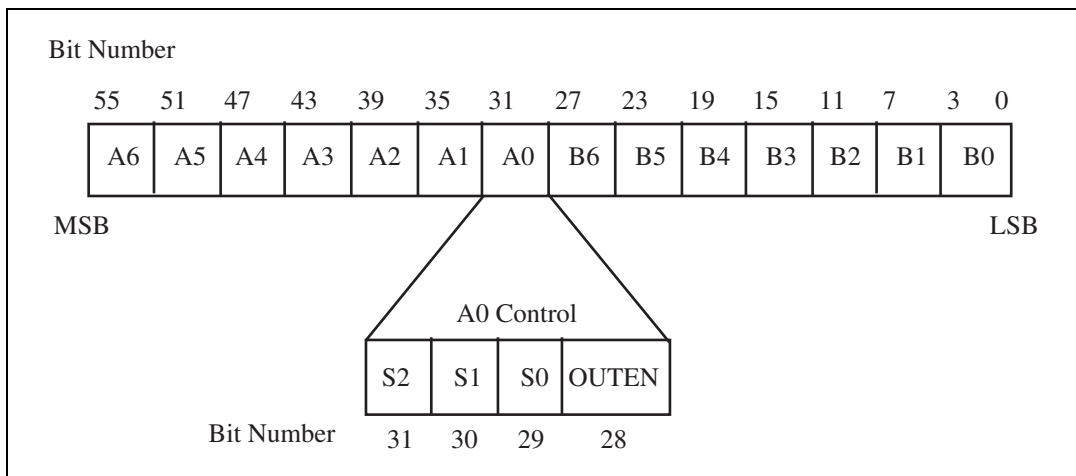 Bit Number
55 51 47 43 39 35 31 27 23 19 15 11 7 3 0
A6 A5 A4 A3 A2 A1 A0 B6 B5 B4 B3 B2 B1 B0
MSB LSB
A0 Control
S2 S1 S0 OUTEN
Bit Number 31 30 29 28